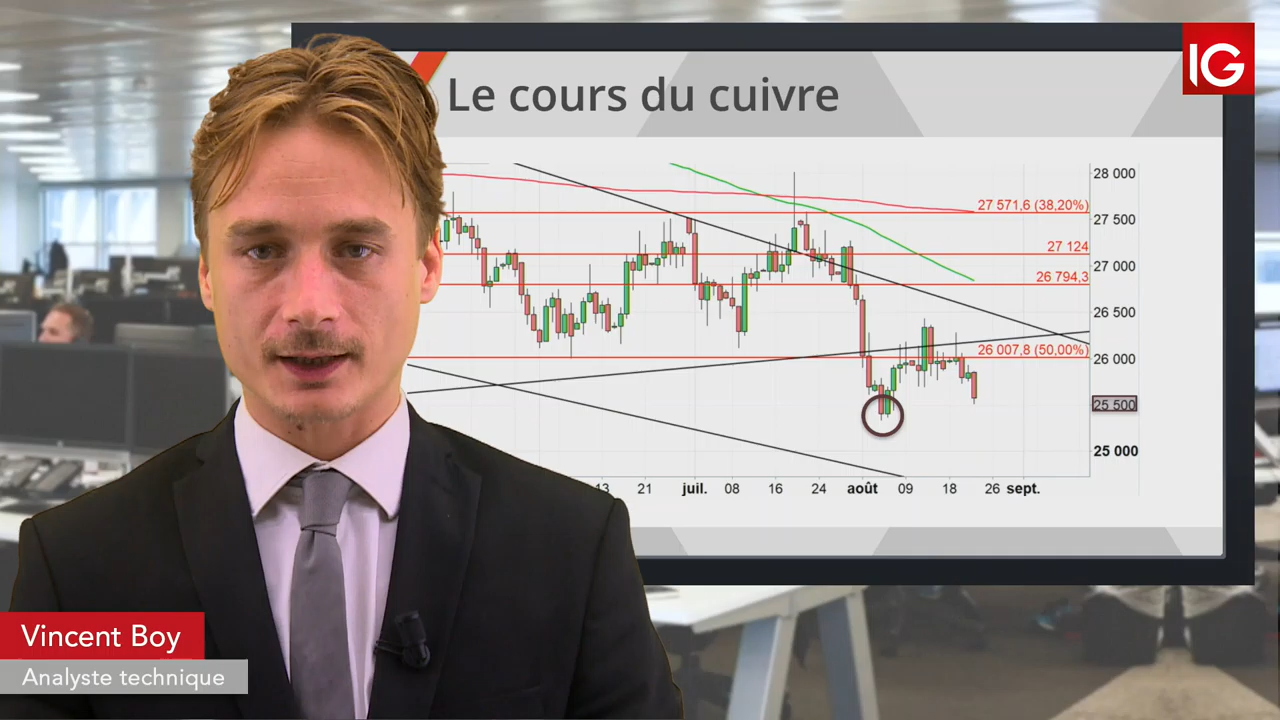 IG
Le cours du cuivre
28 000
27 571,6 (38,20%)
27 500
27 124
27 000
26 794,3
26 500
26 007,8 (50,00%)
26 000
25 500
25 000
13 21 juil. 08 16 24 août 09 18 26 sept.
Vincent Boy
Analyste technique